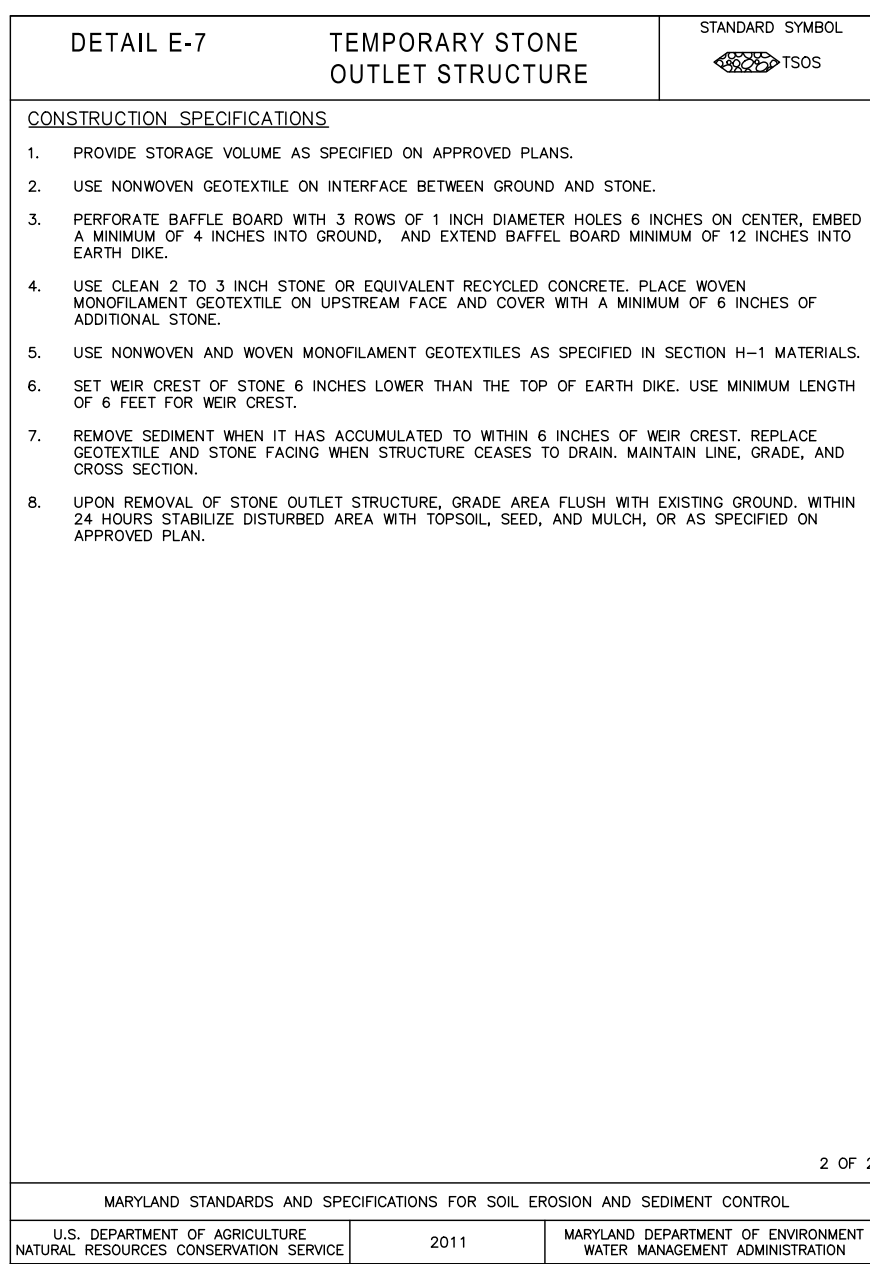 DETAIL E-7
TEMPORARY STONE
OUTLET STRUCTURE
STANDARD SYMBOL
TSOS
CONSTRUCTION SPECIFICATIONS
1. PROVIDE STORAGE VOLUME AS SPECIFIED ON APPROVED PLANS.
2. USE NONWOVEN GEOTEXTILE ON INTERFACE BETWEEN GROUND AND STONE.
3. PERFORATE BAFFLE BOARD WITH 3 ROWS OF 1 INCH DIAMETER HOLES 6 INCHES ON CENTER, EMBED
A MINIMUM OF 4 INCHES INTO GROUND, AND EXTEND BAFFEL BOARD MINIMUM OF 12 INCHES INTO
EARTH DIKE.
4. USE CLEAN 2 TO 3 INCH STONE OR EQUIVALENT RECYCLED CONCRETE. PLACE WOVEN
MONOFILAMENT GEOTEXTILE ON UPSTREAM FACE AND COVER WITH A MINIMUM OF 6 INCHES OF
ADDITIONAL STONE.
5. USE NONWOVEN AND WOVEN MONOFILAMENT GEOTEXTILES AS SPECIFIED IN SECTION H-1 MATERIALS.
6. SET WEIR CREST OF STONE 6 INCHES LOWER THAN THE TOP OF EARTH DIKE. USE MINIMUM LENGTH
OF 6 FEET FOR WEIR CREST.
7. REMOVE SEDIMENT WHEN IT HAS ACCUMULATED TO WITHIN 6 INCHES OF WEIR CREST. REPLACE
GEOTEXTILE AND STONE FACING WHEN STRUCTURE CEASES TO DRAIN. MAINTAIN LINE, GRADE, AND
CROSS SECTION.
8. UPON REMOVAL OF STONE OUTLET STRUCTURE, GRADE AREA FLUSH WITH EXISTING GROUND. WITHIN
24 HOURS STABILIZE DISTURBED AREA WITH TOPSOIL, SEED, AND MULCH, OR AS SPECIFIED ON
APPROVED PLAN.
2 OF 2
MARYLAND STANDARDS AND SPECIFICATIONS FOR SOIL EROSION AND SEDIMENT CONTROL
U.S. DEPARTMENT OF AGRICULTURE
NATURAL RESOURCES CONSERVATION SERVICE
2011
MARYLAND DEPARTMENT OF ENVIRONMENT
WATER MANAGEMENT ADMINISTRATION